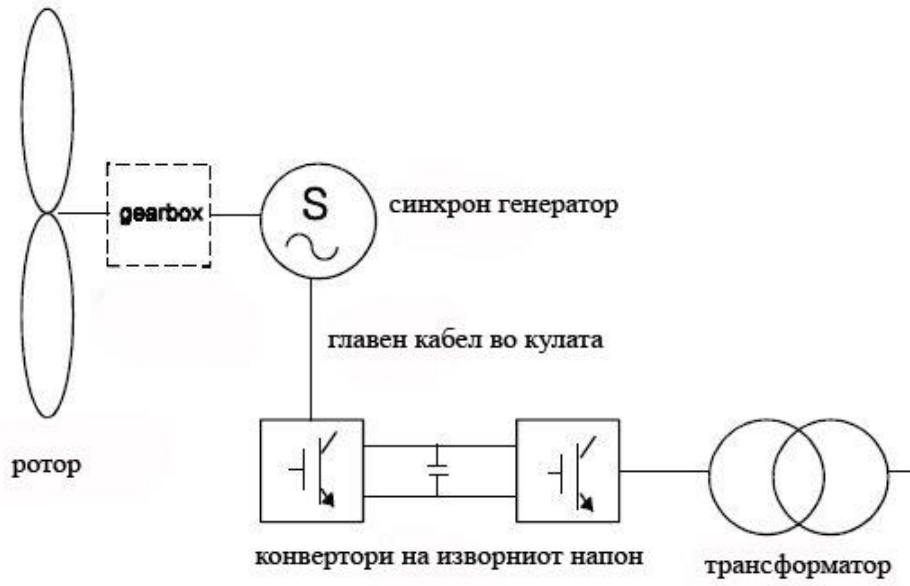 gearbox
S
синхрон генератор
главен кабел во кулата
ротор
конвертори на изворниот напон
трансформатор